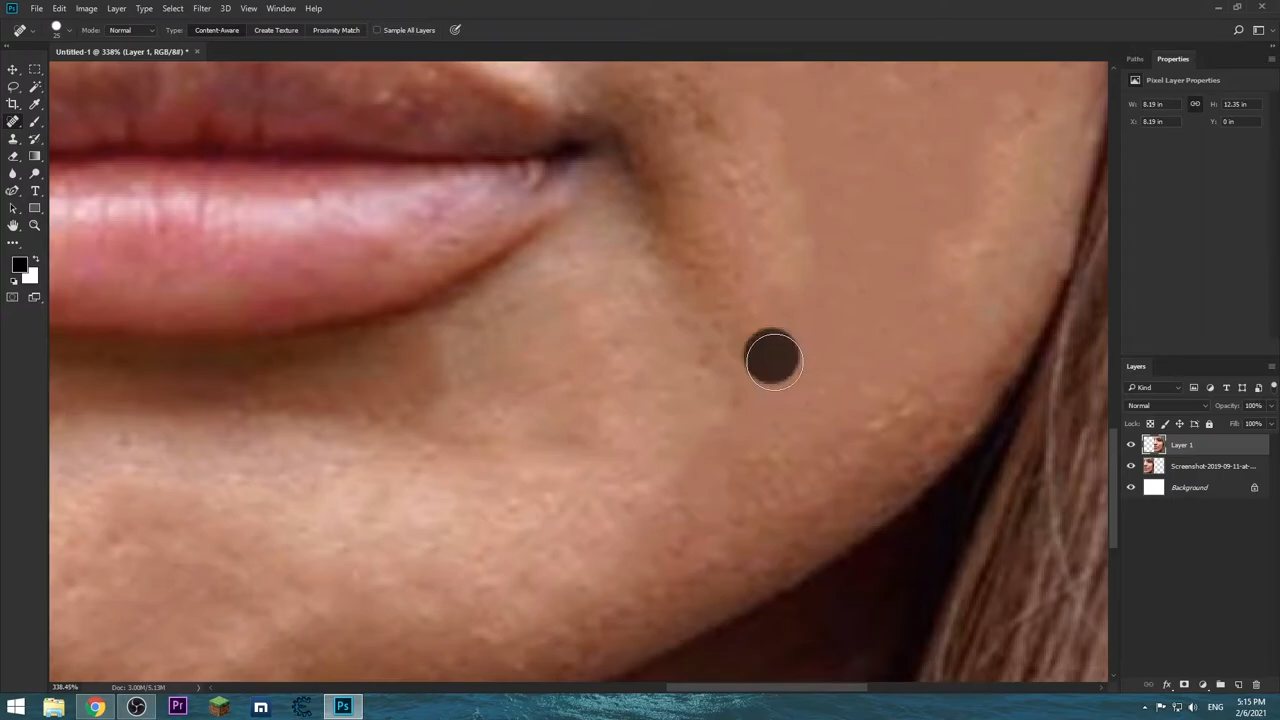 Ps File Edit Image Layer Type Select Filter 3D View Window Help
25 Mode: Normal Type: Content-Aware Create Texture Proximity Match Sample All Layers
Untitled-1 @ 338% (Layer 1, RGB/8#) *
Paths Properties
Pixel Layer Properties
W: 8.19 in H: 12.35 in
X: 8.19 in Y: 0 in
Layers
Kind
Normal Opacity: 100%
Lock: Fill: 100%
Layer 1
Screenshot-2019-09-11-at-...
Background
338.45% Doc: 3.00M/5.13M
Pr Ps ENG 5:15 PM
2/6/2021